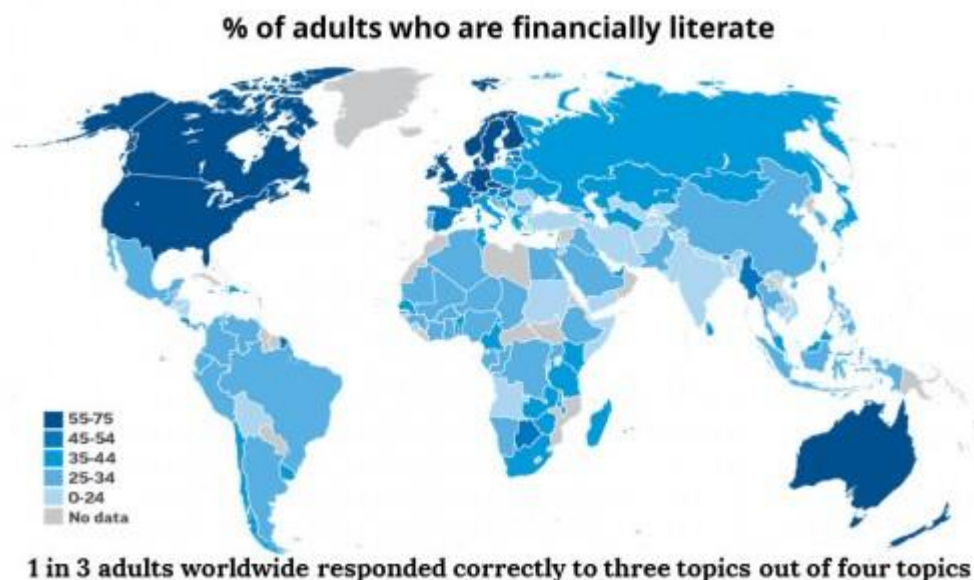 % of adults who are financially literate
55-75
45-54
35-44
25-34
0-24
No data
1 in 3 adults worldwide responded correctly to three topics out of four topics